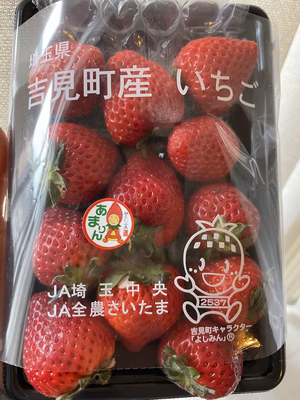 埼玉県
吉見町産 いちご
あまりん
JA埼玉中央
JA全農さいたま
2537
吉見町キャラクター
「よしみん」®